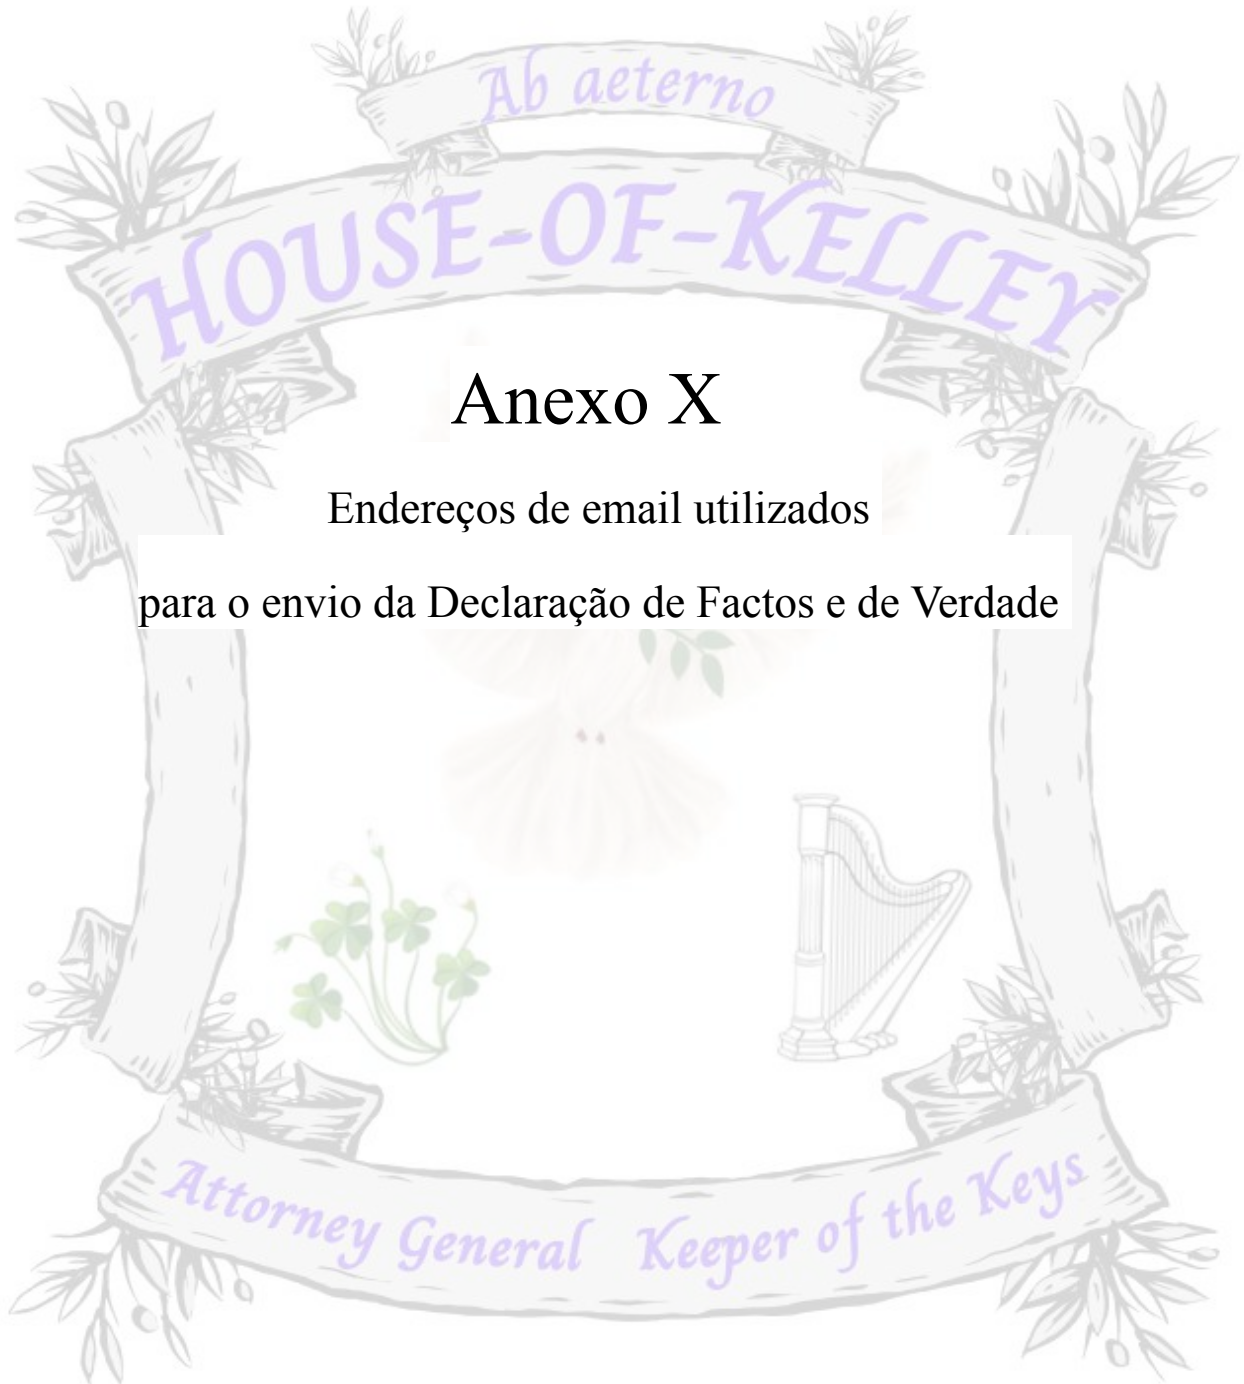 Ab aeterno
HOUSE-OF-KELLEY
Anexo X
Endereços de email utilizados
para o envio da Declaração de Factos e de Verdade
Attorney General Keeper of the Keys